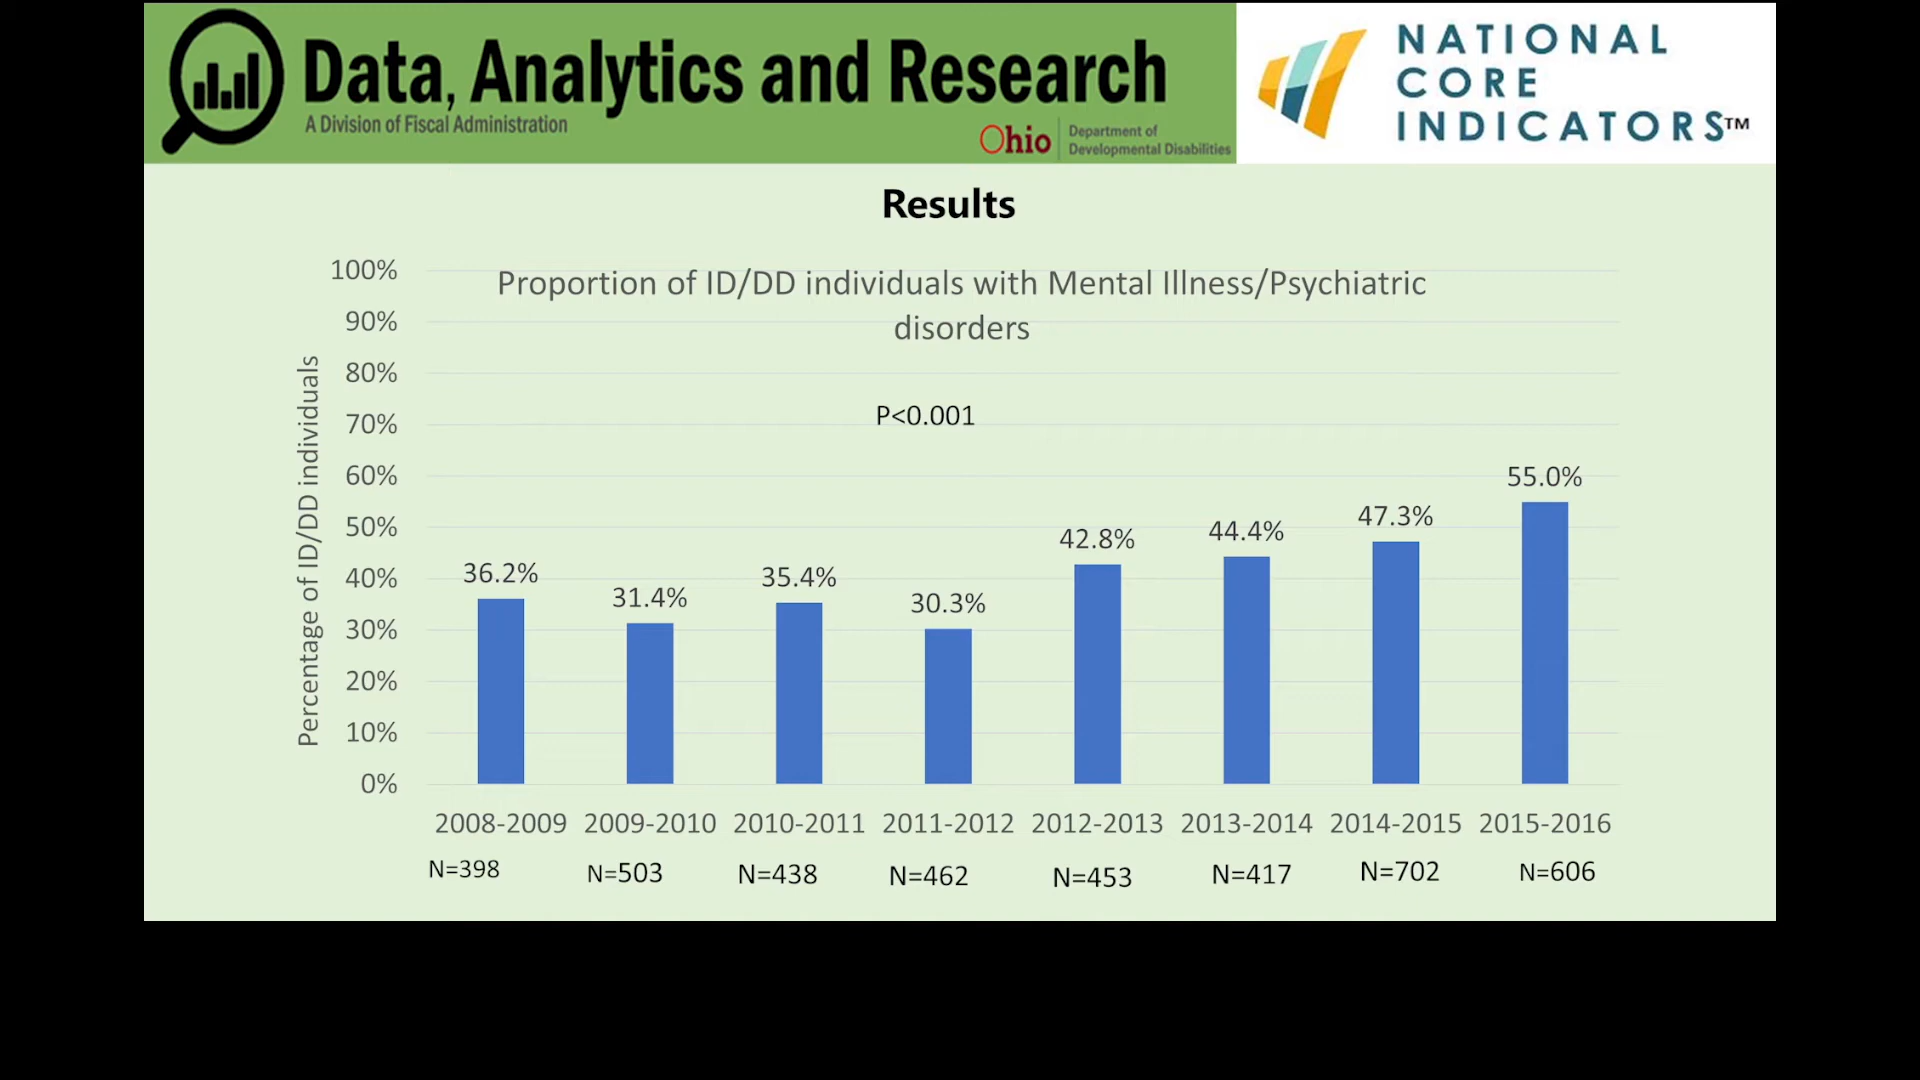 Data, Analytics and Research
A Division of Fiscal Administration
Ohio
Department of
Developmental Disabilities
NATIONAL
CORE
INDICATORS™
Results
Proportion of ID/DD individuals with Mental Illness/Psychiatric
disorders
P<0.001
Percentage of ID/DD individuals
100%
90%
80%
70%
60%
50%
40%
30%
20%
10%
0%
36.2%
31.4%
35.4%
30.3%
42.8%
44.4%
47.3%
55.0%
2008-2009 2009-2010 2010-2011 2011-2012 2012-2013 2013-2014 2014-2015 2015-2016
N=398 N=503 N=438 N=462 N=453 N=417 N=702 N=606